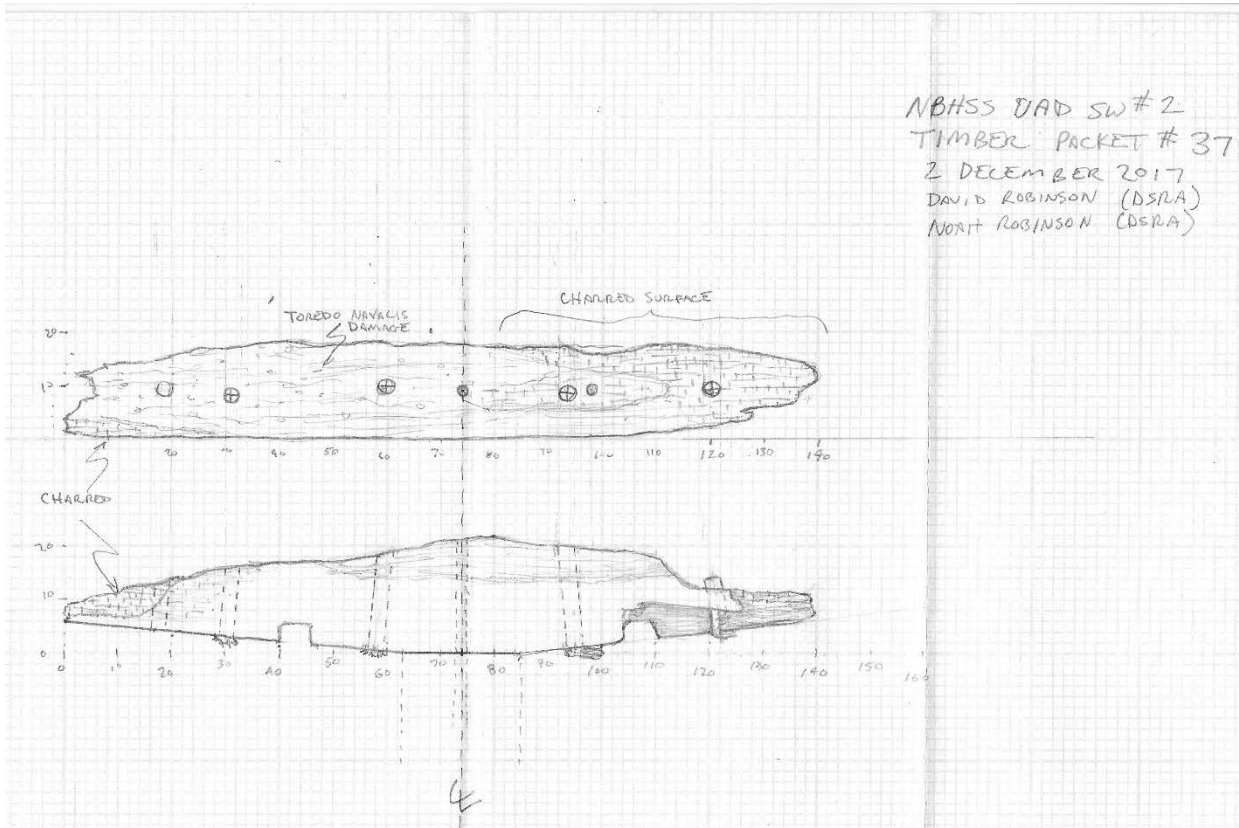 NBHSS UAD SW #2
TIMBER PACKET # 37
2 DECEMBER 2017
DAVID ROBINSON (DSRA)
NOAH ROBINSON (DSRA)
CHARRED SURFACE
TOREDO NAVALIS
DAMAGE
20
10
20 30 40 50 60 70 80 90 100 110 120 130 140
CHARRED
20
10
0
0 10 20 30 40 50 60 70 80 90 100 110 120 130 140 150 160